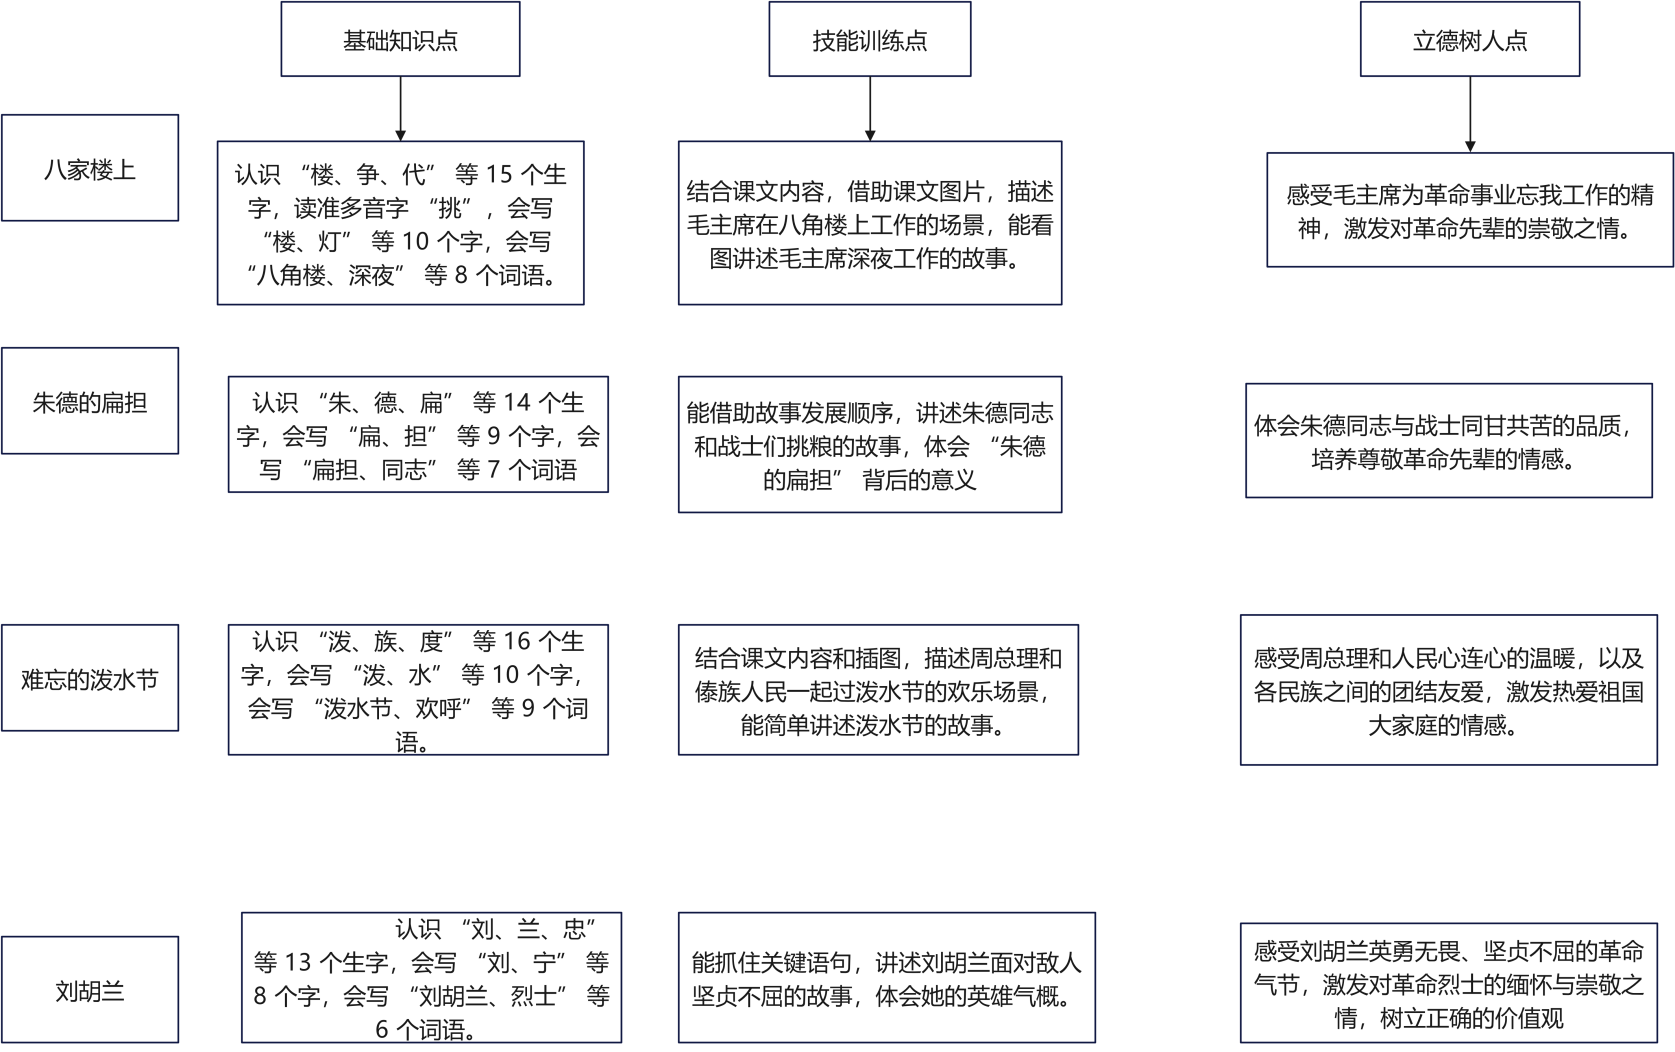 基础知识点
技能训练点
立德树人点
八家楼上
认识 “楼、争、代” 等 15 个生
字，读准多音字 “挑”，会写
“楼、灯” 等 10 个字，会写
“八角楼、深夜” 等 8 个词语。
结合课文内容，借助课文图片，描述
毛主席在八角楼上工作的场景，能看
图讲述毛主席深夜工作的故事。
感受毛主席为革命事业忘我工作的精
神，激发对革命先辈的崇敬之情。
朱德的扁担
认识 “朱、德、扁” 等 14 个生
字，会写 “扁、担” 等 9 个字，会
写 “扁担、同志” 等 7 个词语
能借助故事发展顺序，讲述朱德同志
和战士们挑粮的故事，体会 “朱德
的扁担” 背后的意义
体会朱德同志与战士同甘共苦的品质，
培养尊敬革命先辈的情感。
难忘的泼水节
认识 “泼、族、度” 等 16 个生
字，会写 “泼、水” 等 10 个字，
会写 “泼水节、欢呼” 等 9 个词
语。
结合课文内容和插图，描述周总理和
傣族人民一起过泼水节的欢乐场景，
能简单讲述泼水节的故事。
感受周总理和人民心连心的温暖，以及
各民族之间的团结友爱，激发热爱祖国
大家庭的情感。
刘胡兰
认识 “刘、兰、忠”
等 13 个生字，会写 “刘、宁” 等
8 个字，会写 “刘胡兰、烈士” 等
6 个词语。
能抓住关键语句，讲述刘胡兰面对敌人
坚贞不屈的故事，体会她的英雄气概。
感受刘胡兰英勇无畏、坚贞不屈的革命
气节，激发对革命烈士的缅怀与崇敬之
情，树立正确的价值观